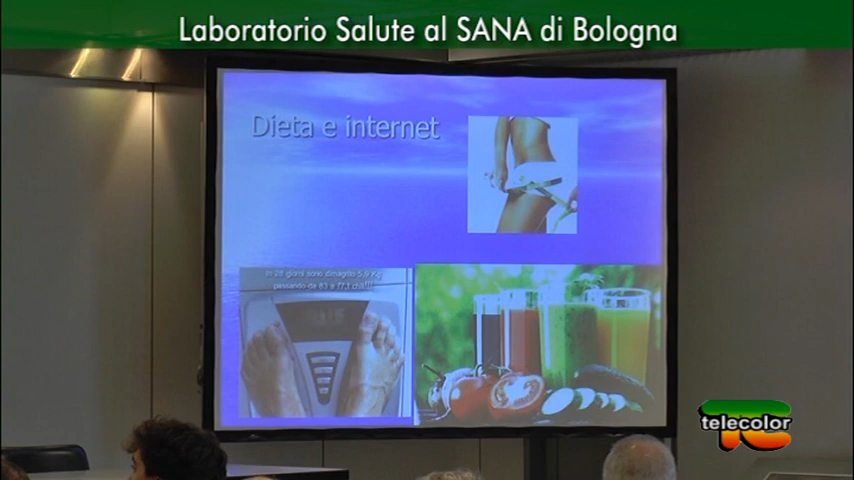 Laboratorio Salute al SANA di Bologna
Dieta e internet
In 28 giorni sono dimagrito 5,9 Kg
passando da 83 a 77,1 chili!!!
telecolor